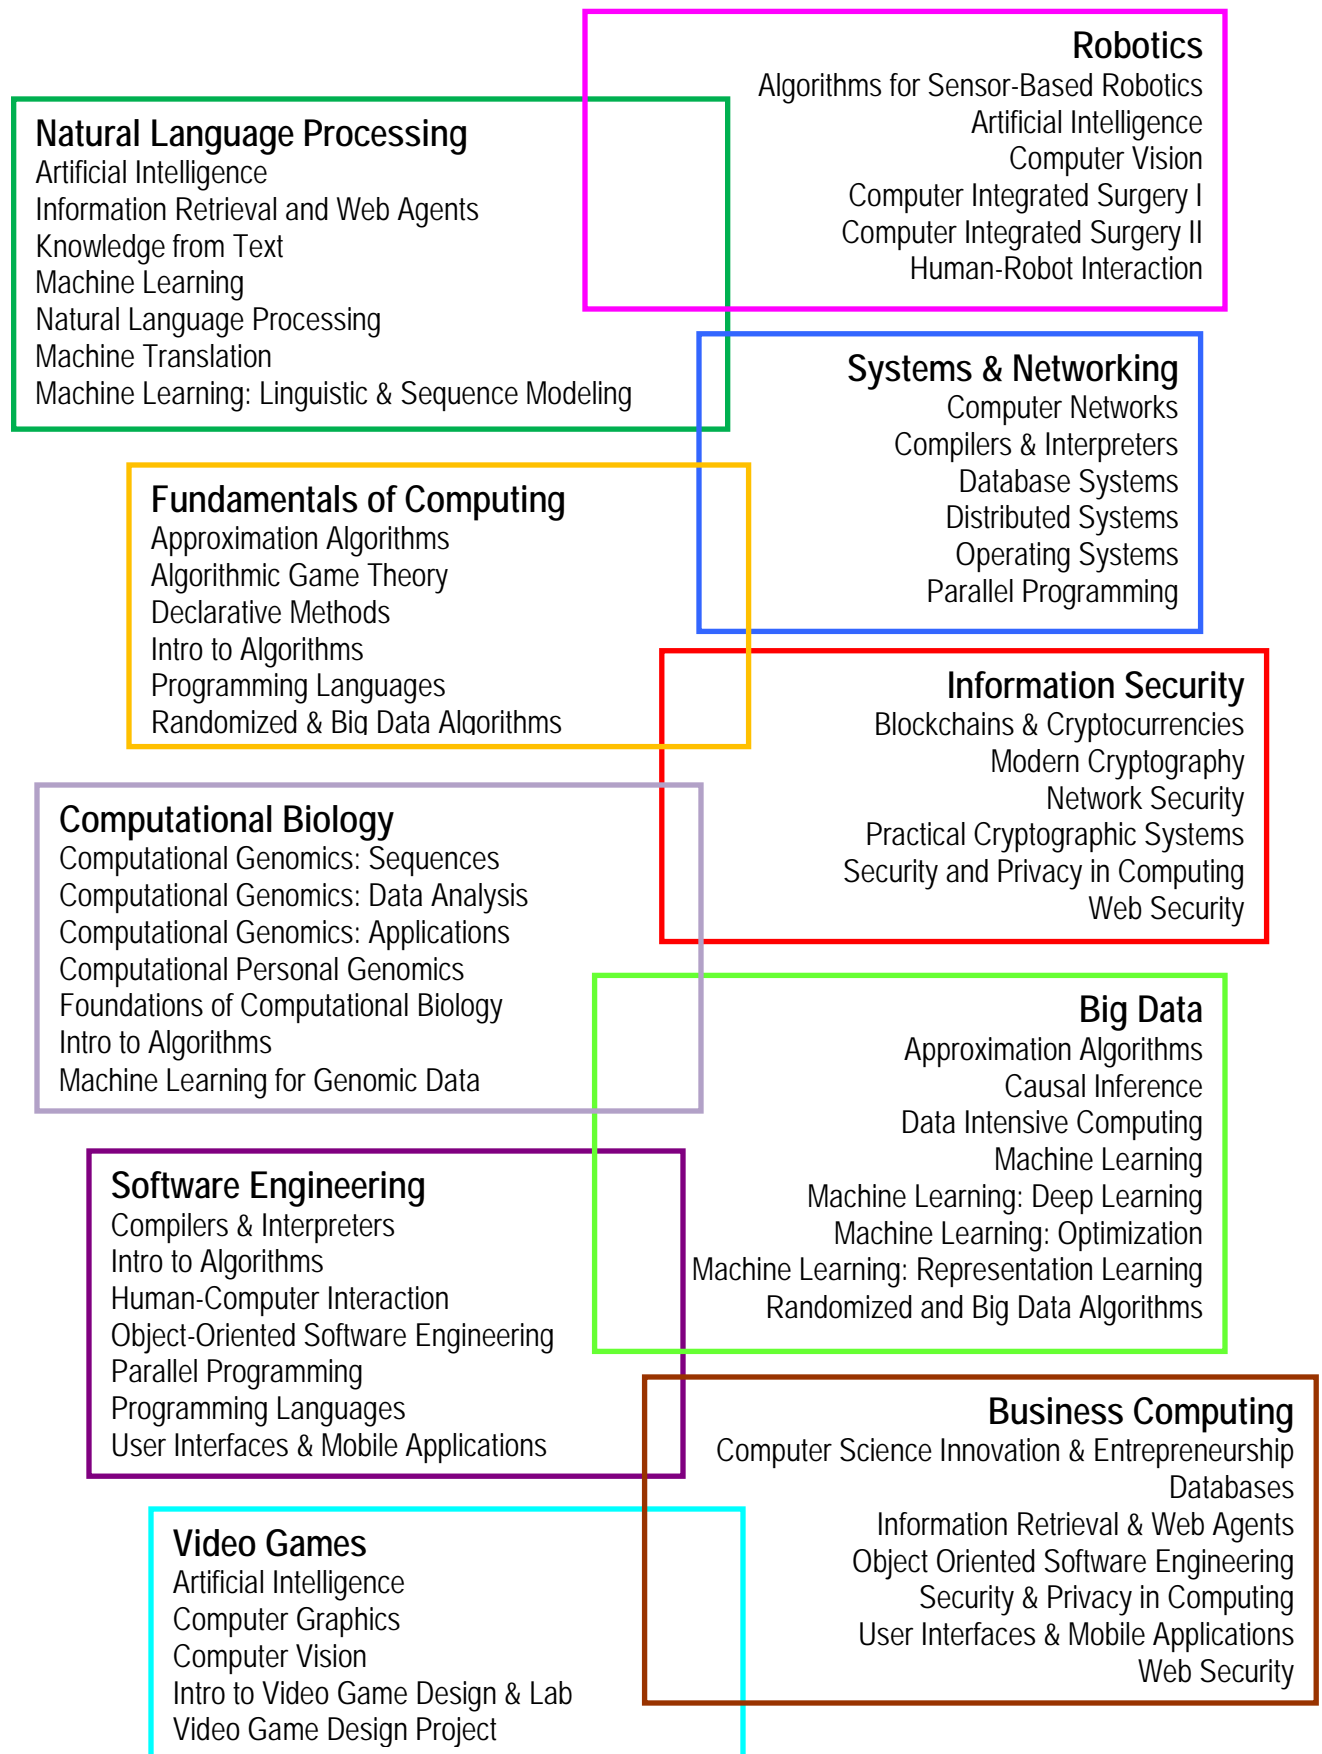 Robotics
Algorithms for Sensor-Based Robotics
Artificial Intelligence
Computer Vision
Computer Integrated Surgery I
Computer Integrated Surgery II
Human-Robot Interaction
Natural Language Processing
Artificial Intelligence
Information Retrieval and Web Agents
Knowledge from Text
Machine Learning
Natural Language Processing
Machine Translation
Machine Learning: Linguistic & Sequence Modeling
Systems & Networking
Computer Networks
Compilers & Interpreters
Database Systems
Distributed Systems
Operating Systems
Parallel Programming
Fundamentals of Computing
Approximation Algorithms
Algorithmic Game Theory
Declarative Methods
Intro to Algorithms
Programming Languages
Randomized & Big Data Algorithms
Information Security
Blockchains & Cryptocurrencies
Modern Cryptography
Network Security
Practical Cryptographic Systems
Security and Privacy in Computing
Web Security
Computational Biology
Computational Genomics: Sequences
Computational Genomics: Data Analysis
Computational Genomics: Applications
Computational Personal Genomics
Foundations of Computational Biology
Intro to Algorithms
Machine Learning for Genomic Data
Big Data
Approximation Algorithms
Causal Inference
Data Intensive Computing
Machine Learning
Machine Learning: Deep Learning
Machine Learning: Optimization
Machine Learning: Representation Learning
Randomized and Big Data Algorithms
Software Engineering
Compilers & Interpreters
Intro to Algorithms
Human-Computer Interaction
Object-Oriented Software Engineering
Parallel Programming
Programming Languages
User Interfaces & Mobile Applications
Business Computing
Computer Science Innovation & Entrepreneurship
Databases
Information Retrieval & Web Agents
Object Oriented Software Engineering
Security & Privacy in Computing
User Interfaces & Mobile Applications
Web Security
Video Games
Artificial Intelligence
Computer Graphics
Computer Vision
Intro to Video Game Design & Lab
Video Game Design Project